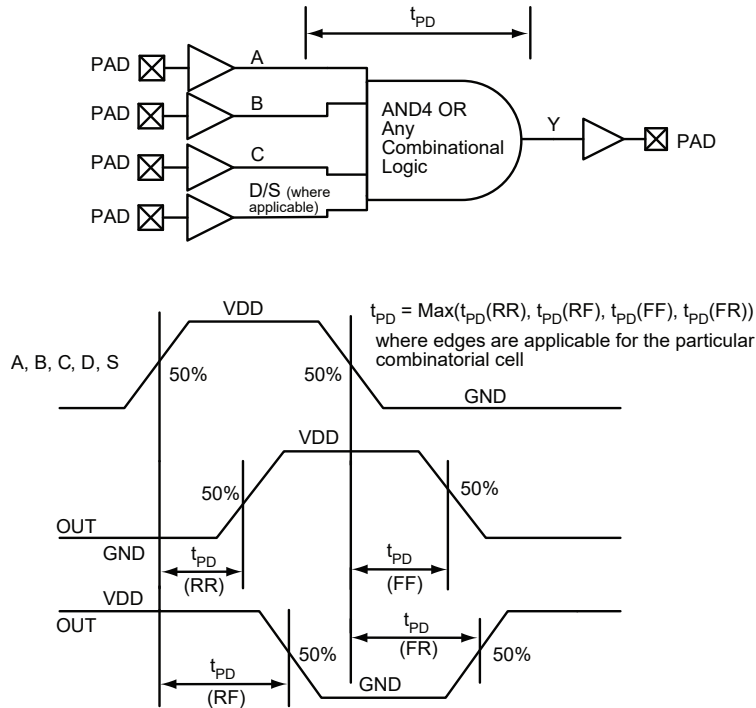 tPD
PAD
A
PAD
B
PAD
C
PAD
D/S (where
applicable)
AND4 OR
Any
Combinational
Logic
Y
PAD
tPD = Max(tPD(RR), tPD(RF), tPD(FF), tPD(FR))
where edges are applicable for the particular
combinatorial cell
VDD
A, B, C, D, S
50%
50%
GND
VDD
50%
50%
OUT
GND
tPD
(RR)
tPD
(FF)
VDD
OUT
tPD
(FR)
50%
50%
tPD
(RF)
GND